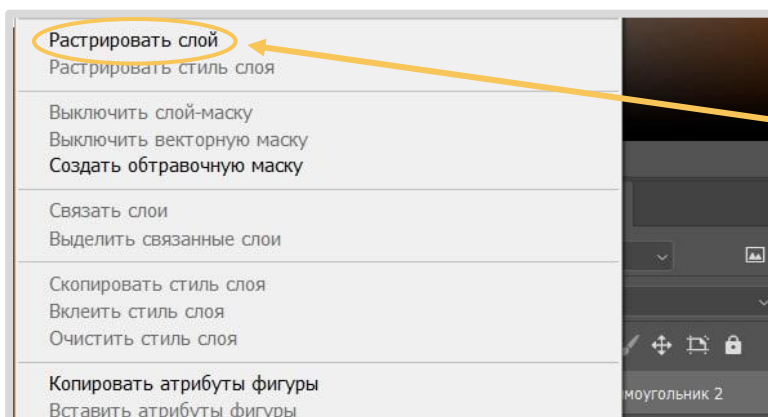 Растрировать слой
Растрировать стиль слоя
Выключить слой-маску
Выключить векторную маску
Создать обтравочную маску
Связать слои
Выделить связанные слои
Скопировать стиль слоя
Вклеить стиль слоя
Очистить стиль слоя
Копировать атрибуты фигуры
моугольник 2
Вставить атрибуты фигуры